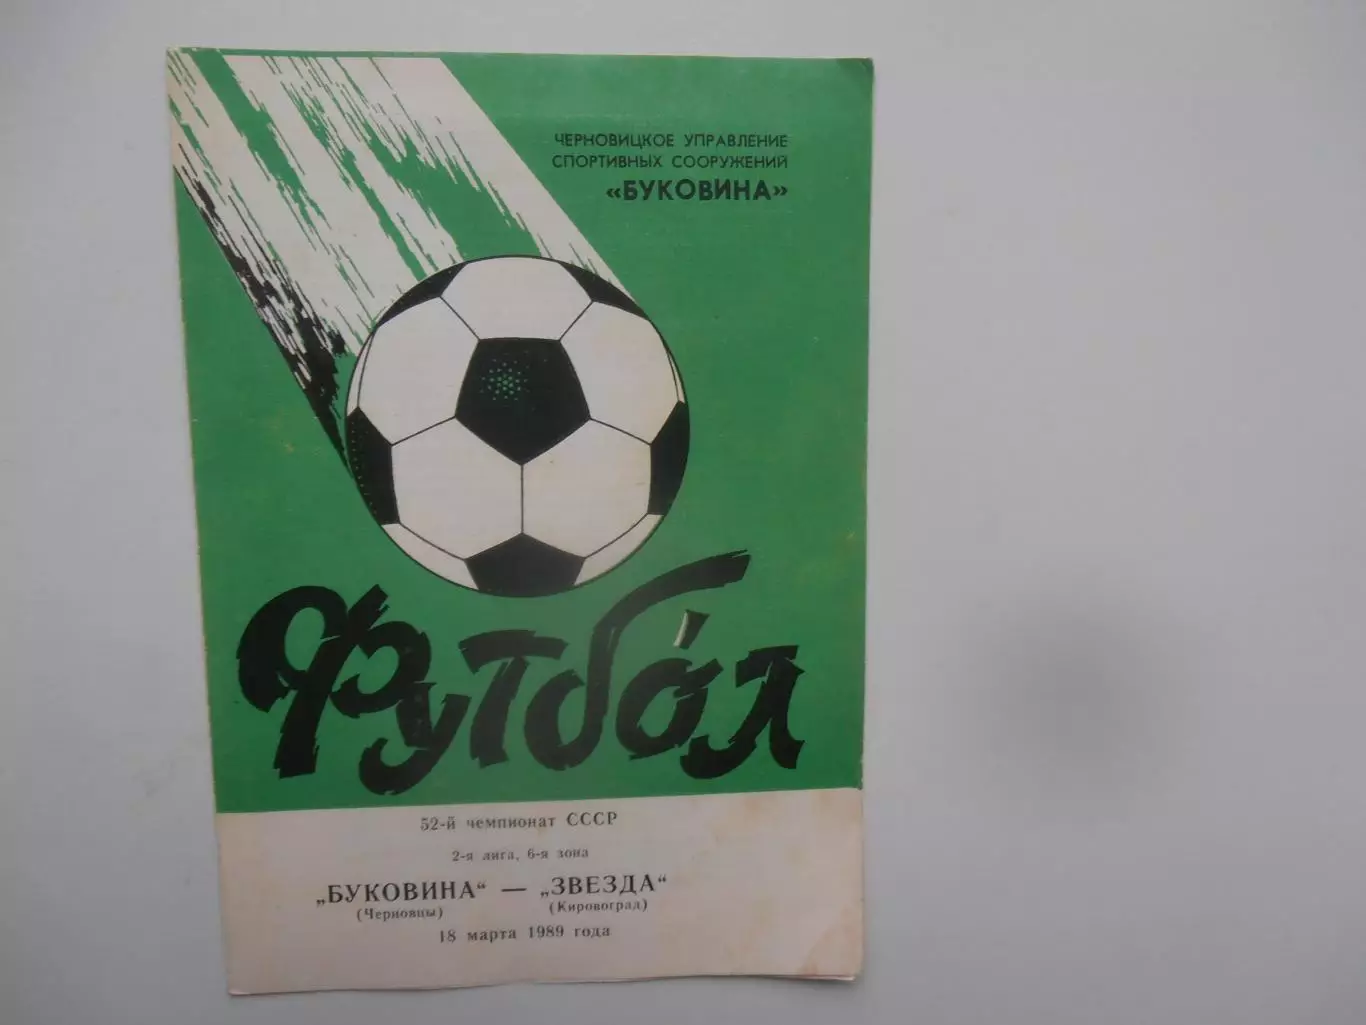 ЧЕРНОВИЦКОЕ УПРАВЛЕНИЕ
СПОРТИВНЫХ СООРУЖЕНИЙ
«БУКОВИНА»
Футбол
52-й чемпионат СССР
2-я лига, 6-я зона
„БУКОВИНА“ — „ЗВЕЗДА“
(Черновцы) (Кировоград)
18 марта 1989 года